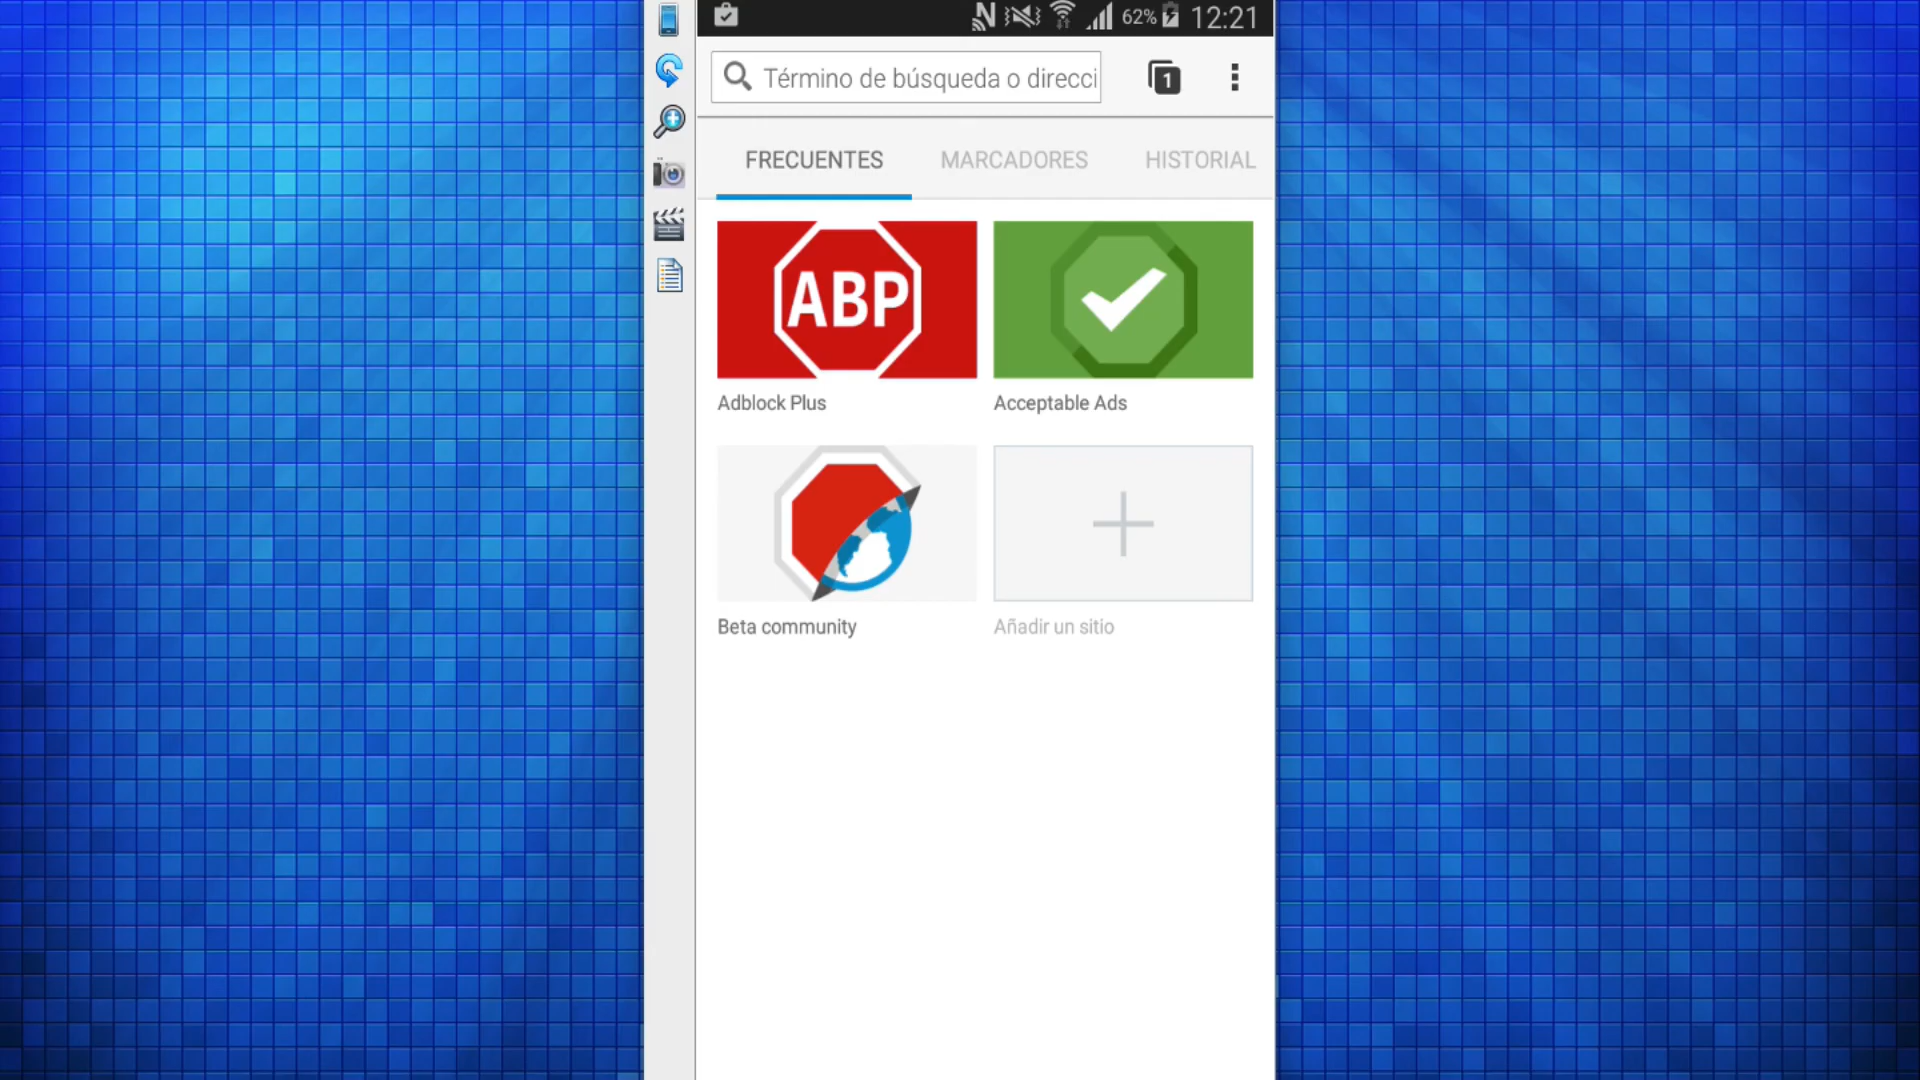 62% 12:21
Término de búsqueda o direcci
1
FRECUENTES MARCADORES HISTORIAL
ABP
Adblock Plus Acceptable Ads
Beta community Añadir un sitio